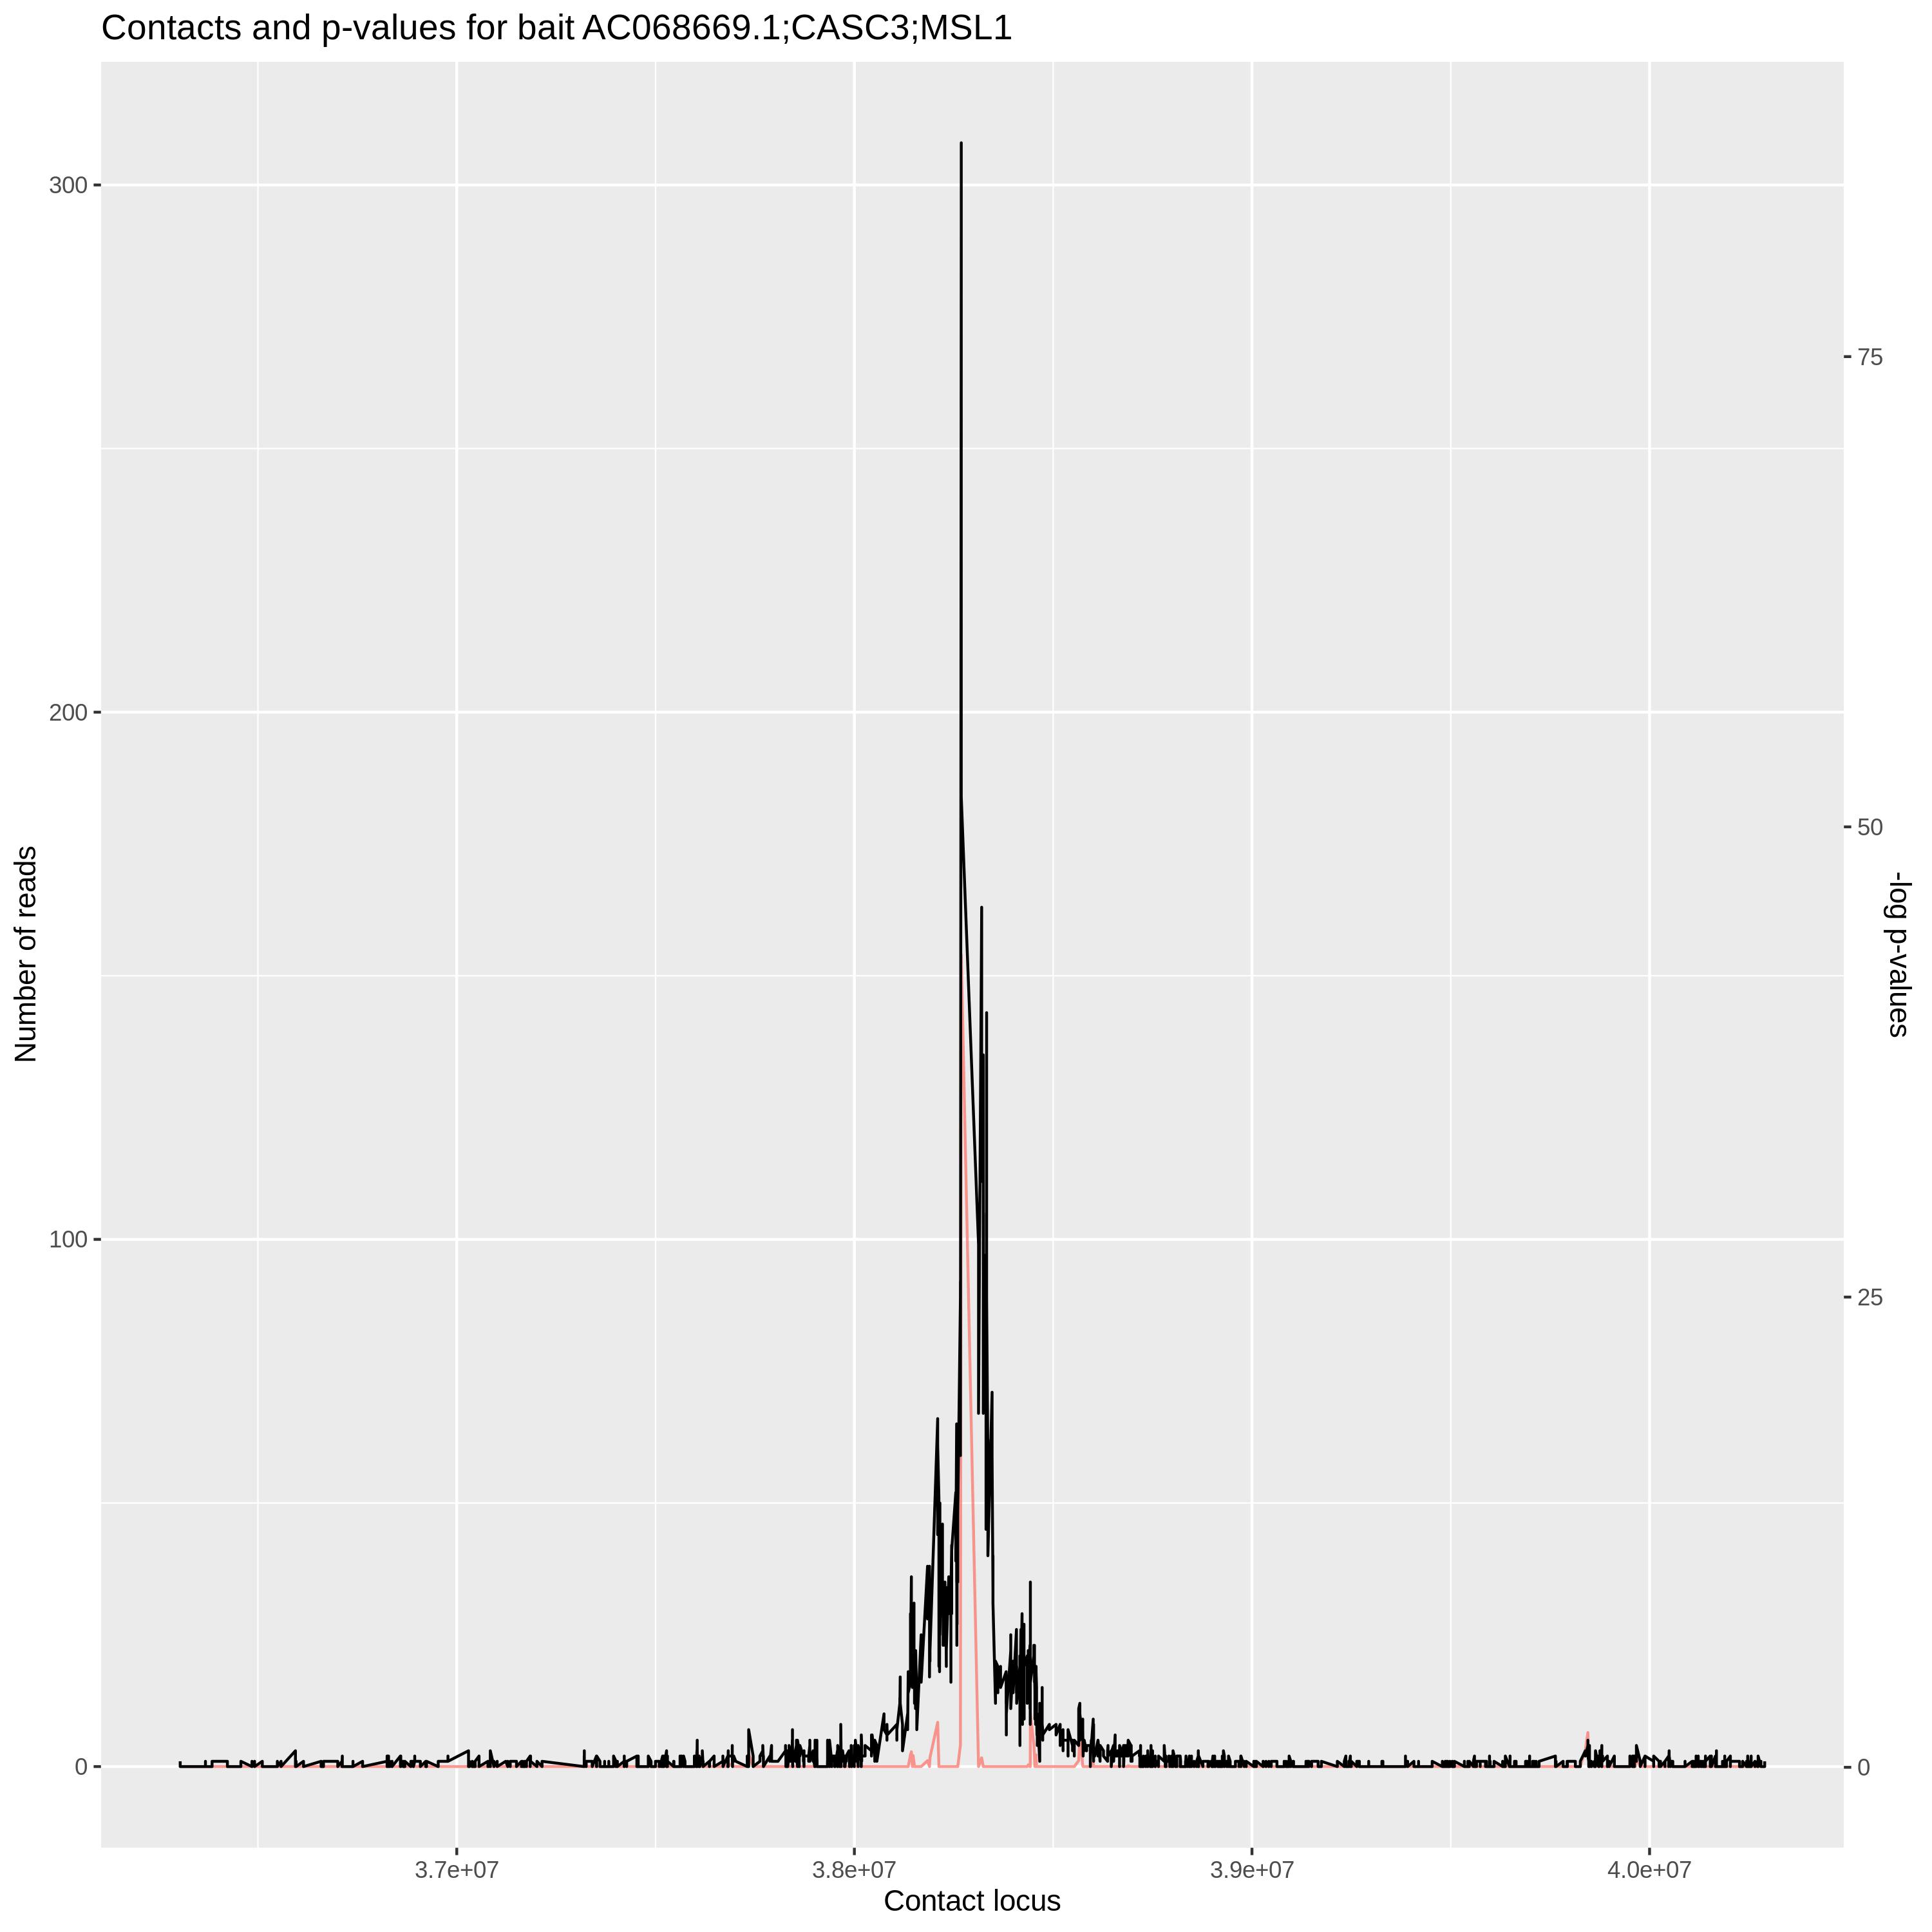 Contacts and p-values for bait AC068669.1;CASC3;MSL1
300
200
100
0
Number of reads
75
50
25
0
-log p-values
3.7e+07
3.8e+07
3.9e+07
4.0e+07
Contact locus